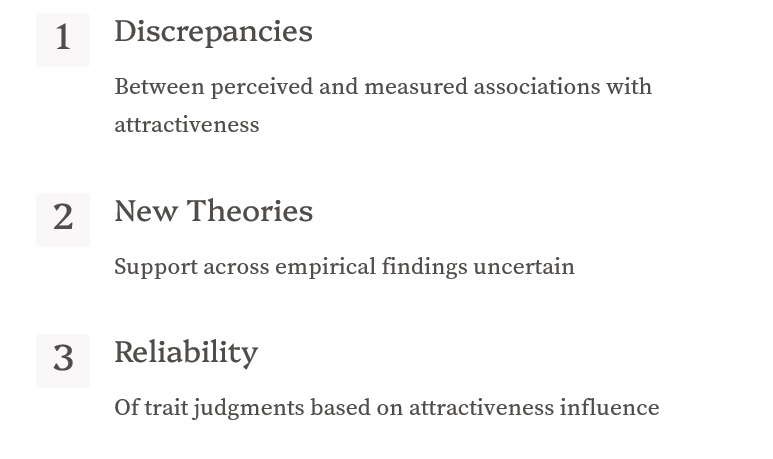 1 Discrepancies
Between perceived and measured associations with
attractiveness
2 New Theories
Support across empirical findings uncertain
3 Reliability
Of trait judgments based on attractiveness influence